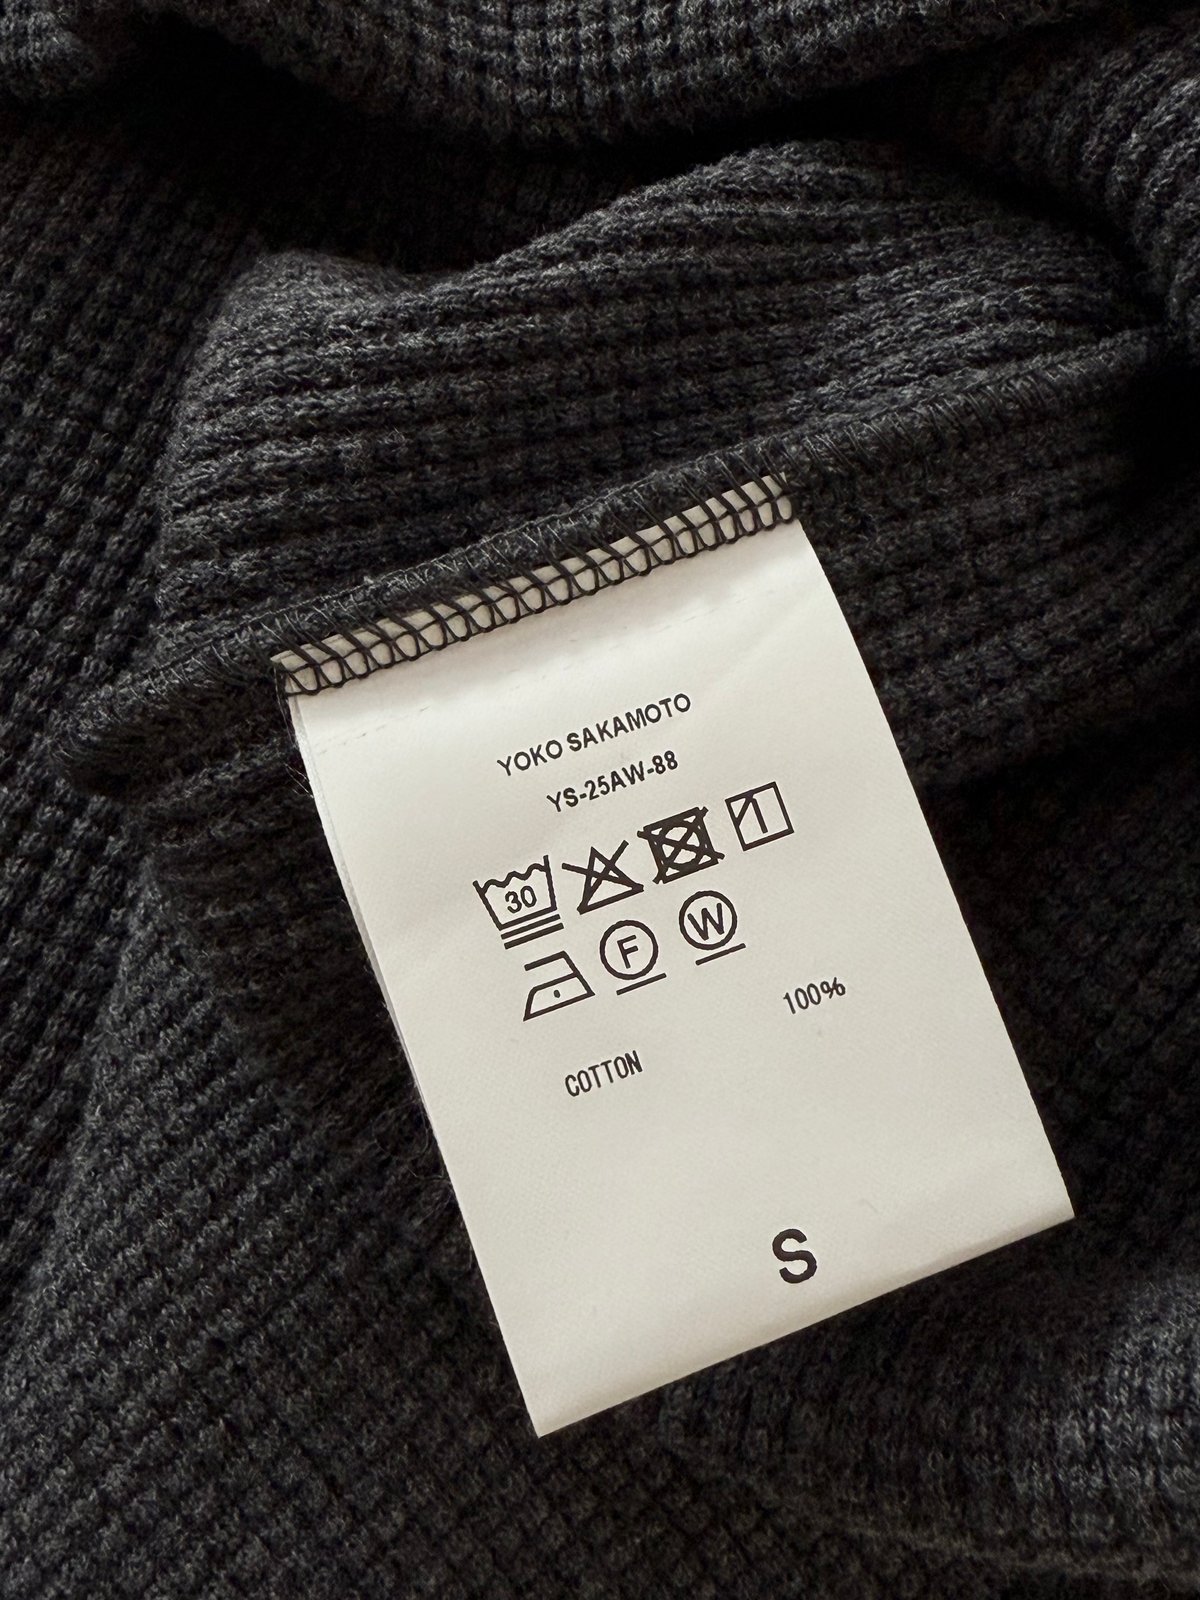 YOKO SAKAMOTO
YS-25AW-88
30
F W
100%
COTTON
S